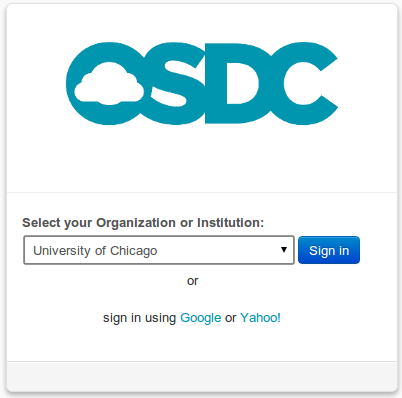 OSDC
Select your Organization or Institution:
University of Chicago Sign in
or
sign in using Google or Yahoo!